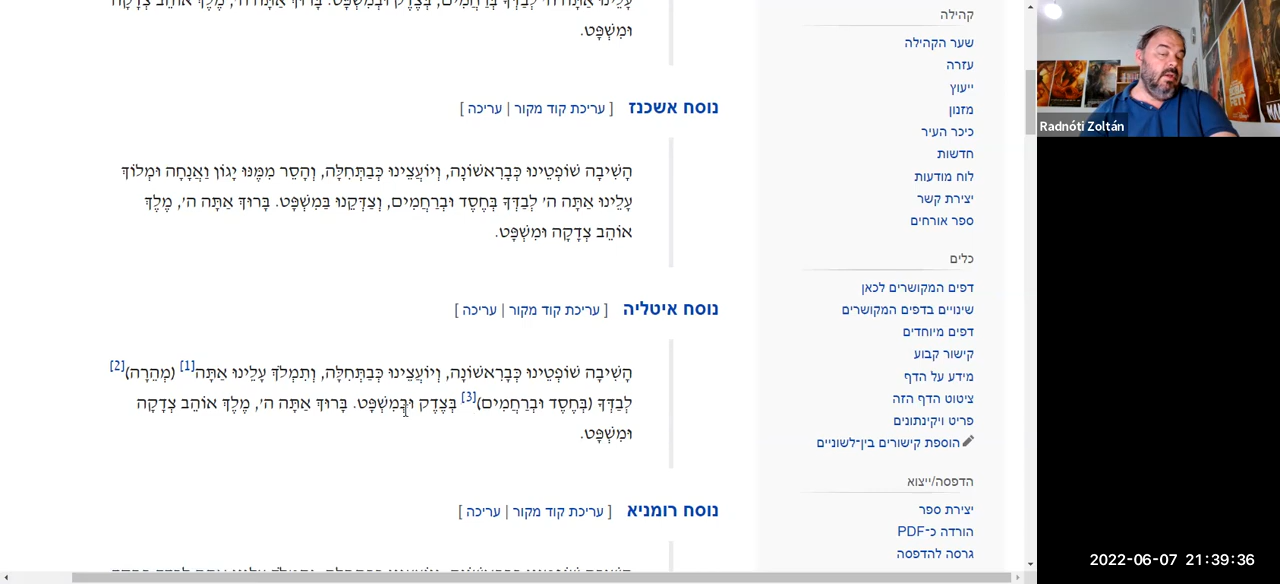 עָלֵינוּ אַתָּה ה' לְבַדְּךָ בְּרַחֲמִים, בְּצֶדֶק וּבְמִשְׁפָּט. בָּרוּךְ אַתָּה ה', מֶלֶךְ אוֹהֵב צְדָקָה
וּמִשְׁפָּט.
נוסח אשכנז [ עריכת קוד מקור | עריכה ]
הָשִׁיבָה שׁוֹפְטֵינוּ כְּבָרִאשׁוֹנָה, וְיוֹעֲצֵינוּ כְּבַתְּחִלָּה, וְהָסֵר מִמֶּנּוּ יָגוֹן וַאֲנָחָה וּמְלוֹךְ
עָלֵינוּ אַתָּה ה' לְבַדְּךָ בְּחֶסֶד וּבְרַחֲמִים, וְצַדְּקֵנוּ בַּמִּשְׁפָּט. בָּרוּךְ אַתָּה ה', מֶלֶךְ
אוֹהֵב צְדָקָה וּמִשְׁפָּט.
נוסח איטליה [ עריכת קוד מקור | עריכה ]
הָשִׁיבָה שׁוֹפְטֵינוּ כְּבָרִאשׁוֹנָה, וְיוֹעֲצֵינוּ כְּבַתְּחִלָּה, וְתִמְלֹךְ עָלֵינוּ אַתָּה[1] (מְהֵרָה)[2]
לְבַדְּךָ (בְּחֶסֶד וּבְרַחֲמִים)[3] בְּצֶדֶק וּבְמִשְׁפָּט. בָּרוּךְ אַתָּה ה', מֶלֶךְ אוֹהֵב צְדָקָה
וּמִשְׁפָּט.
נוסח רומניא [ עריכת קוד מקור | עריכה ]
קהילה
שער הקהילה
עזרה
ייעוץ
מזנון
כיכר העיר
חדשות
לוח מודעות
יצירת קשר
ספר אורחים
כלים
דפים המקושרים לכאן
שינויים בדפים המקושרים
דפים מיוחדים
קישור קבוע
מידע על הדף
ציטוט הדף הזה
פריט ויקינתונים
הוספת קישורים בין־לשוניים
הדפסה/ייצוא
יצירת ספר
הורדה כ־PDF
גרסה להדפסה
Radnóti Zoltán
2022-06-07 21:39:36